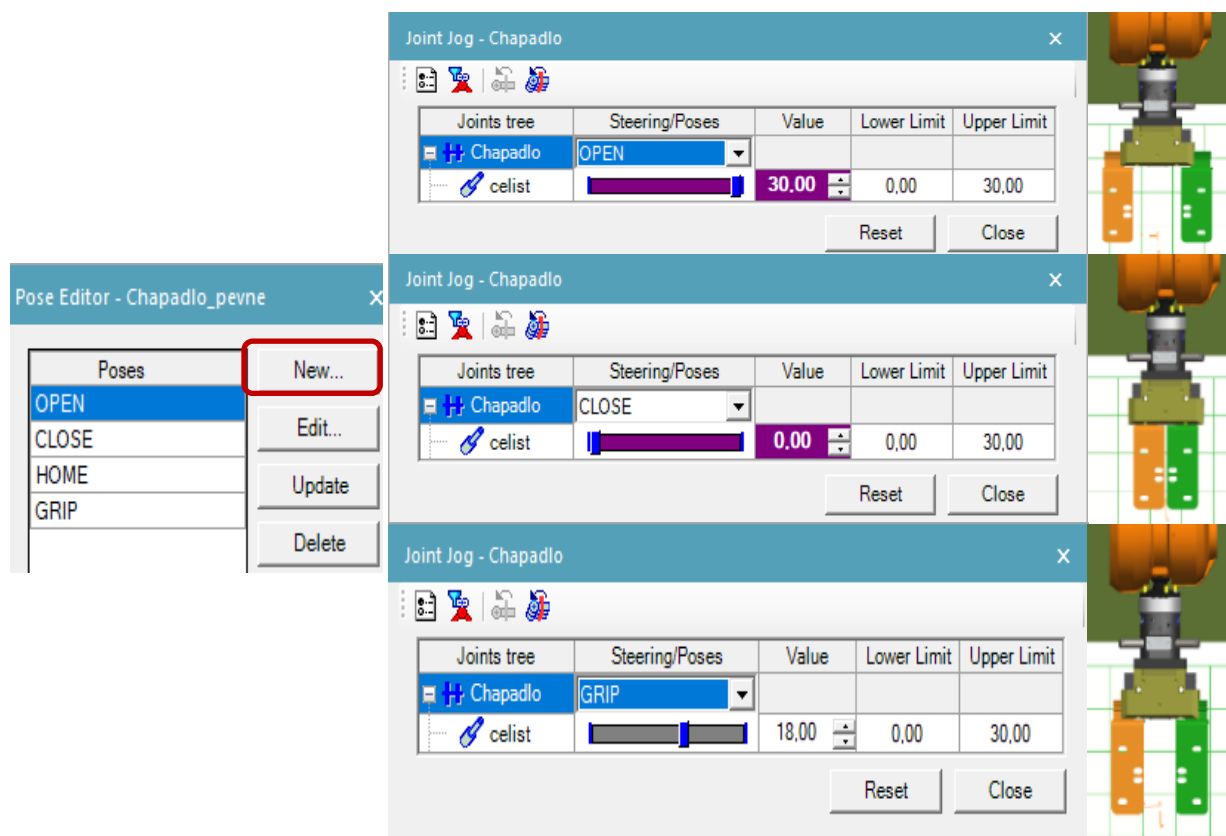 Pose Editor - Chapadlo_pevne x
Poses
New...
OPEN
CLOSE
Edit...
HOME
Update
GRIP
Delete
Joint Jog - Chapadlo x
Joints tree Steering/Poses Value Lower Limit Upper Limit
Chapadlo OPEN
celist 30,00 0,00 30,00
Reset Close
Joint Jog - Chapadlo x
Joints tree Steering/Poses Value Lower Limit Upper Limit
Chapadlo CLOSE
celist 0,00 0,00 30,00
Reset Close
Joint Jog - Chapadlo x
Joints tree Steering/Poses Value Lower Limit Upper Limit
Chapadlo GRIP
celist 18,00 0,00 30,00
Reset Close